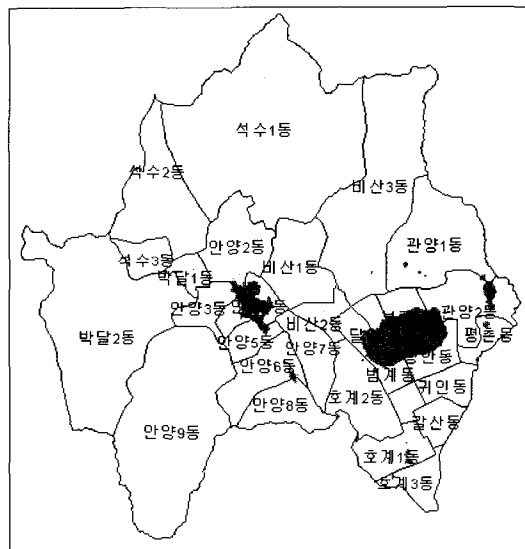 석수1동
석수2동
비산3동
안양2동
관양1동
석수3동
비산1동
박달1동
안양3동
관양2동
박달2동
비산2동
평촌동
안양5동
안양7동
안양6동
범계동
귀인동
안양8동
호계2동
갈산동
안양9동
호계1동
호계3동